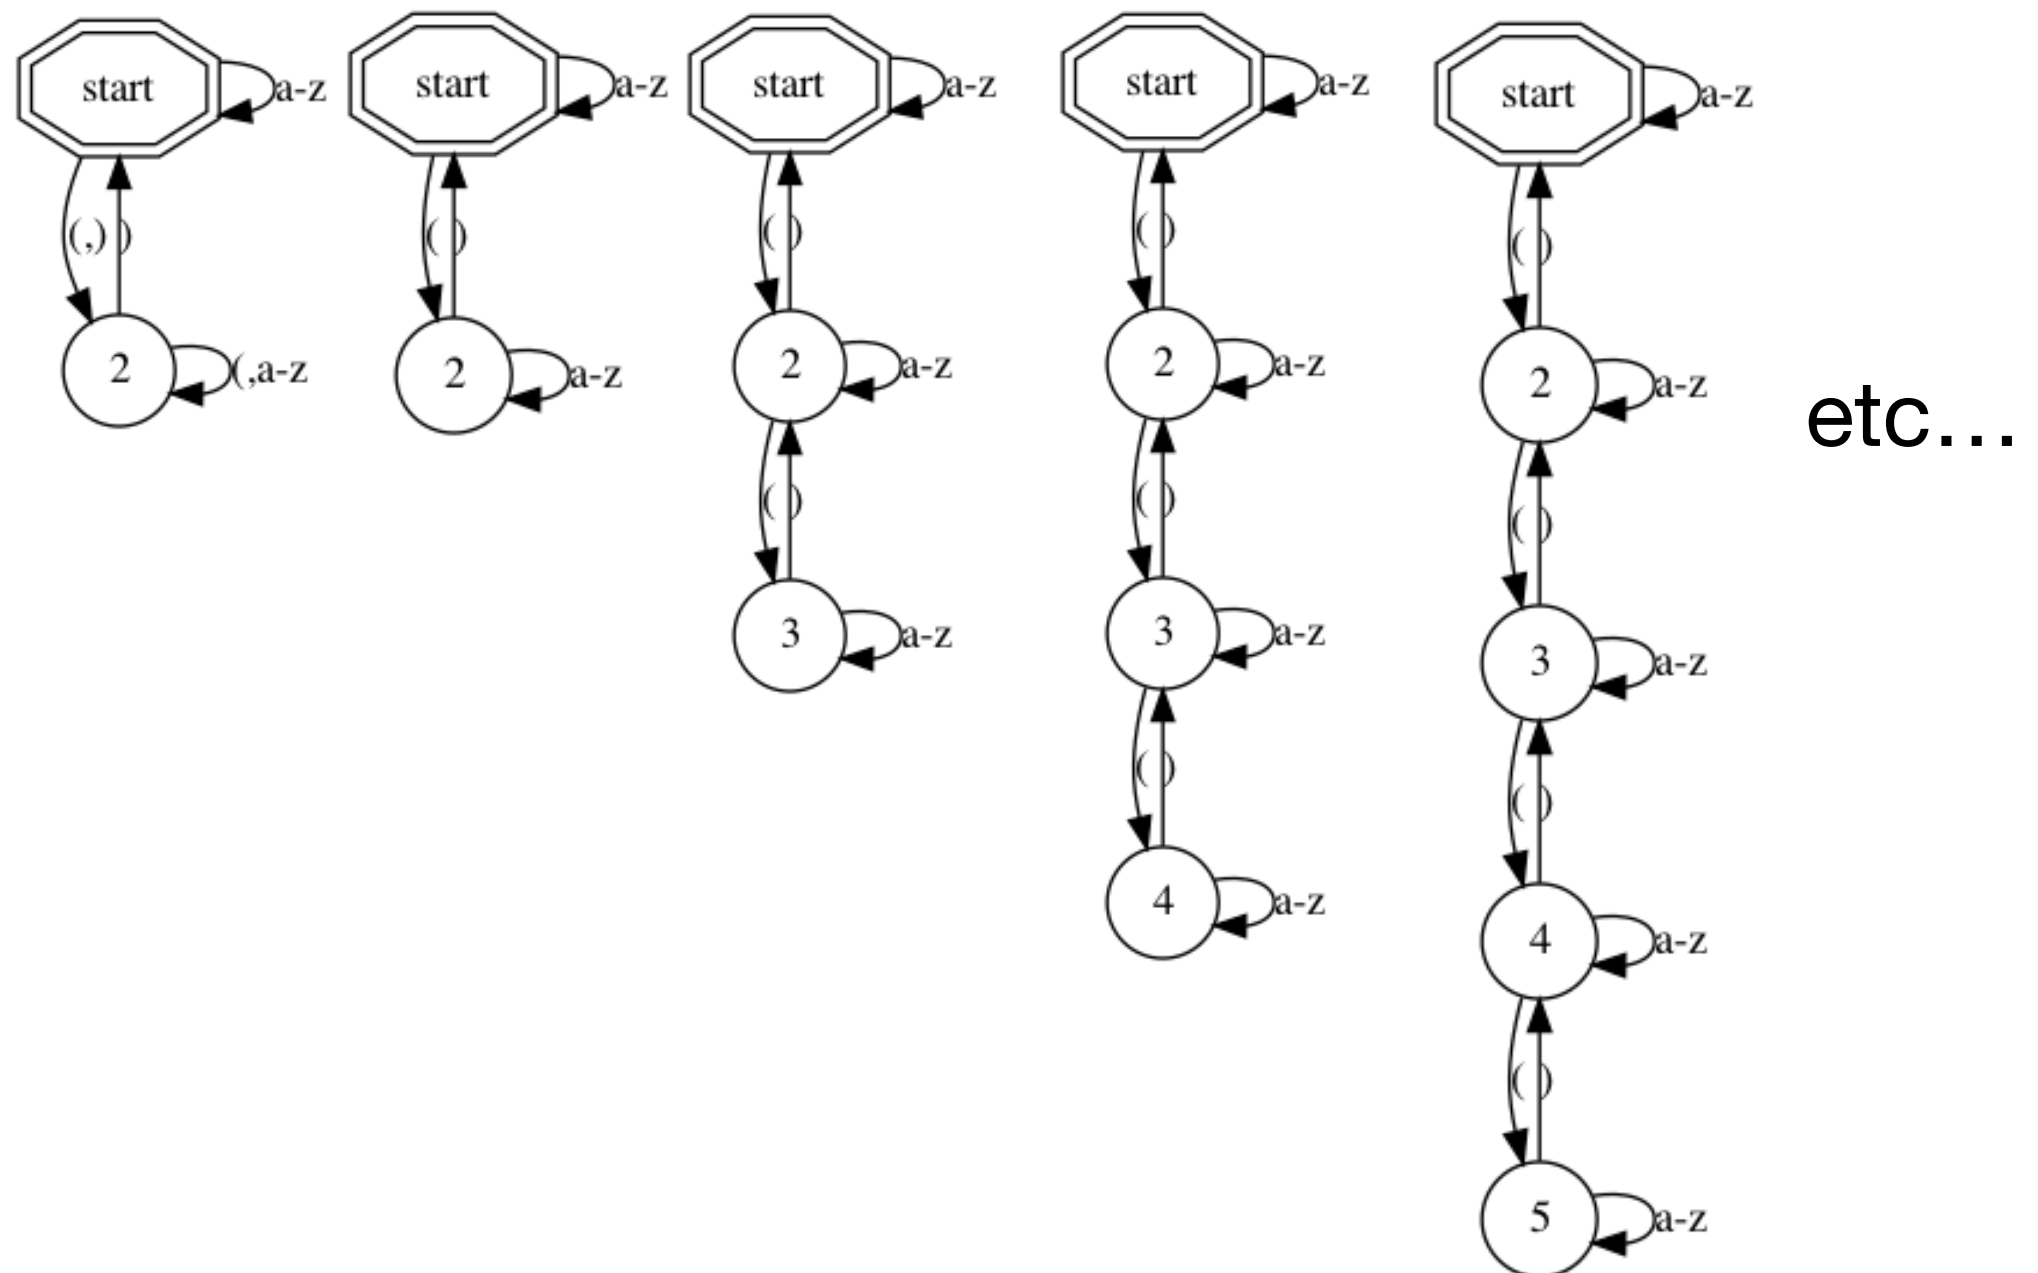 start a-z start a-z start a-z start a-z start a-z
(,) ) ( ) ( ) ( ) ( )
2 (,a-z 2 a-z 2 a-z 2 a-z 2 a-z
etc...
( ) ( ) ( )
3 a-z 3 a-z 3 a-z
( ) ( )
4 a-z 4 a-z
( )
5 a-z